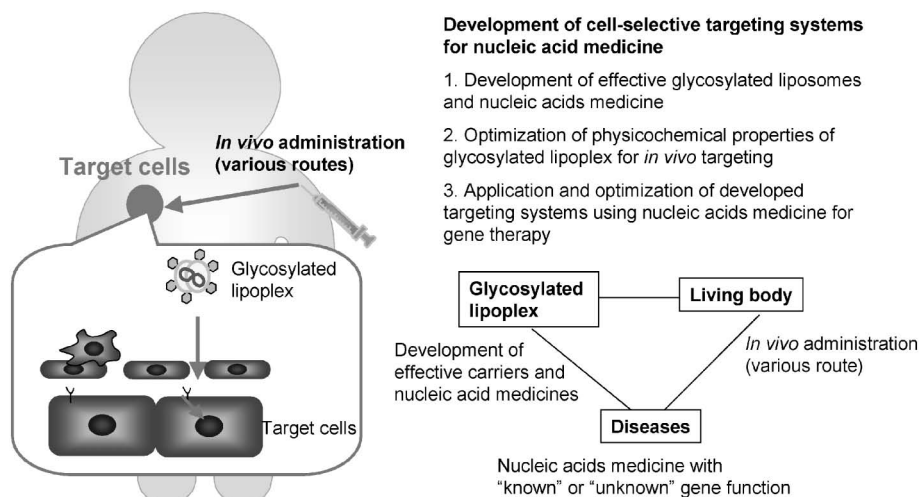 Target cells
In vivo administration
(various routes)
Glycosylated
lipoplex
Target cells
Development of cell-selective targeting systems
for nucleic acid medicine
1. Development of effective glycosylated liposomes
and nucleic acids medicine
2. Optimization of physicochemical properties of
glycosylated lipoplex for in vivo targeting
3. Application and optimization of developed
targeting systems using nucleic acids medicine for
gene therapy
Glycosylated
lipoplex
Living body
Development of
effective carriers and
nucleic acid medicines
In vivo administration
(various route)
Diseases
Nucleic acids medicine with
“known” or “unknown” gene function